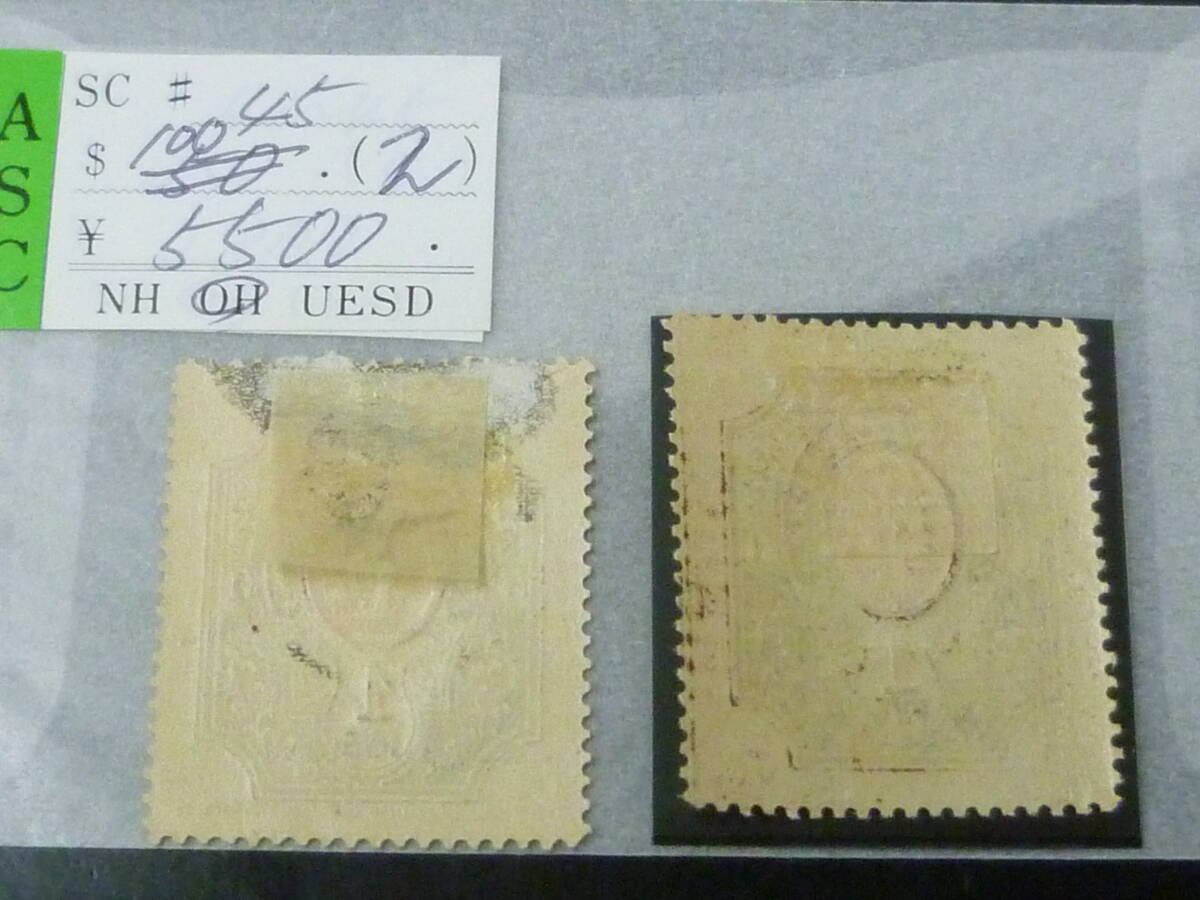 A
S
C
SC # 45
$ 100 50 . (2)
¥ 5500 .
NH OH UESD